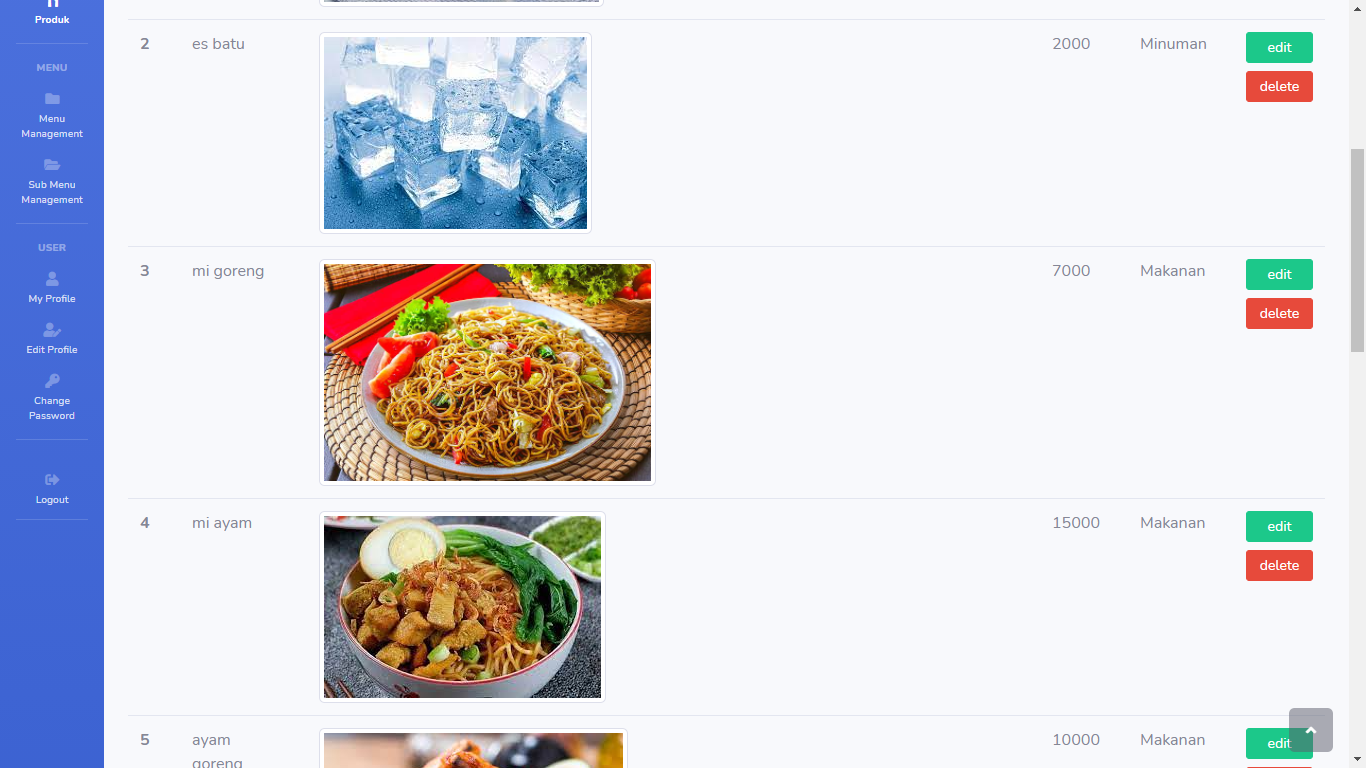 Produk
MENU
Menu
Management
Sub Menu
Management
USER
My Profile
Edit Profile
Change
Password
Logout
2 es batu 2000 Minuman edit
delete
3 mi goreng 7000 Makanan edit
delete
4 mi ayam 15000 Makanan edit
delete
5 ayam 10000 Makanan edit
goreng